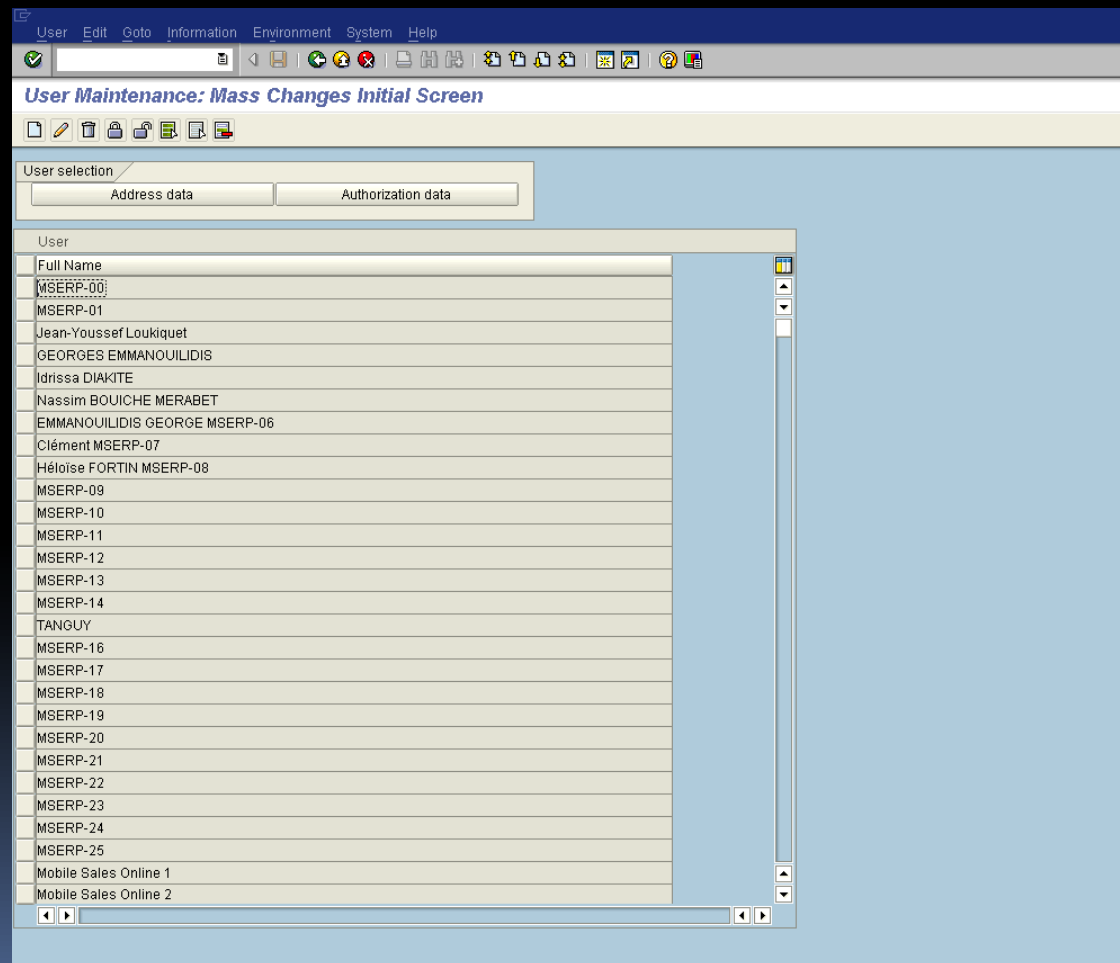 User Edit Goto Information Environment System Help
User Maintenance: Mass Changes Initial Screen
User selection
Address data Authorization data
User
Full Name
MSERP-00
MSERP-01
Jean-Youssef Loukiquet
GEORGES EMMANOUILIDIS
Idrissa DIAKITE
Nassim BOUICHE MERABET
EMMANOUILIDIS GEORGE MSERP-06
Clément MSERP-07
Héloïse FORTIN MSERP-08
MSERP-09
MSERP-10
MSERP-11
MSERP-12
MSERP-13
MSERP-14
TANGUY
MSERP-16
MSERP-17
MSERP-18
MSERP-19
MSERP-20
MSERP-21
MSERP-22
MSERP-23
MSERP-24
MSERP-25
Mobile Sales Online 1
Mobile Sales Online 2